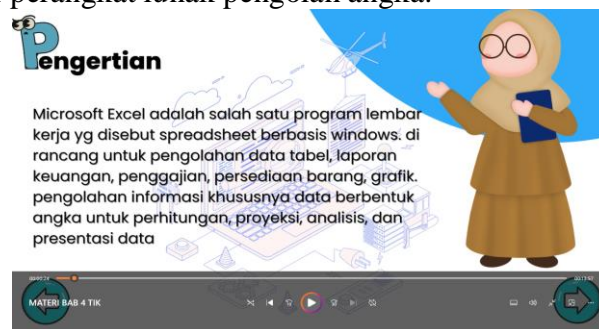 perangkat lunak pengolah angka.
Pengertian
Microsoft Excel adalah salah satu program lembar
kerja yg disebut spreadsheet berbasis windows. di
rancang untuk pengolahan data tabel, laporan
keuangan, penggajian, persediaan barang, grafik.
pengolahan informasi khususnya data berbentuk
angka untuk perhitungan, proyeksi, analisis, dan
presentasi data
MATERI BAB 4 TIK